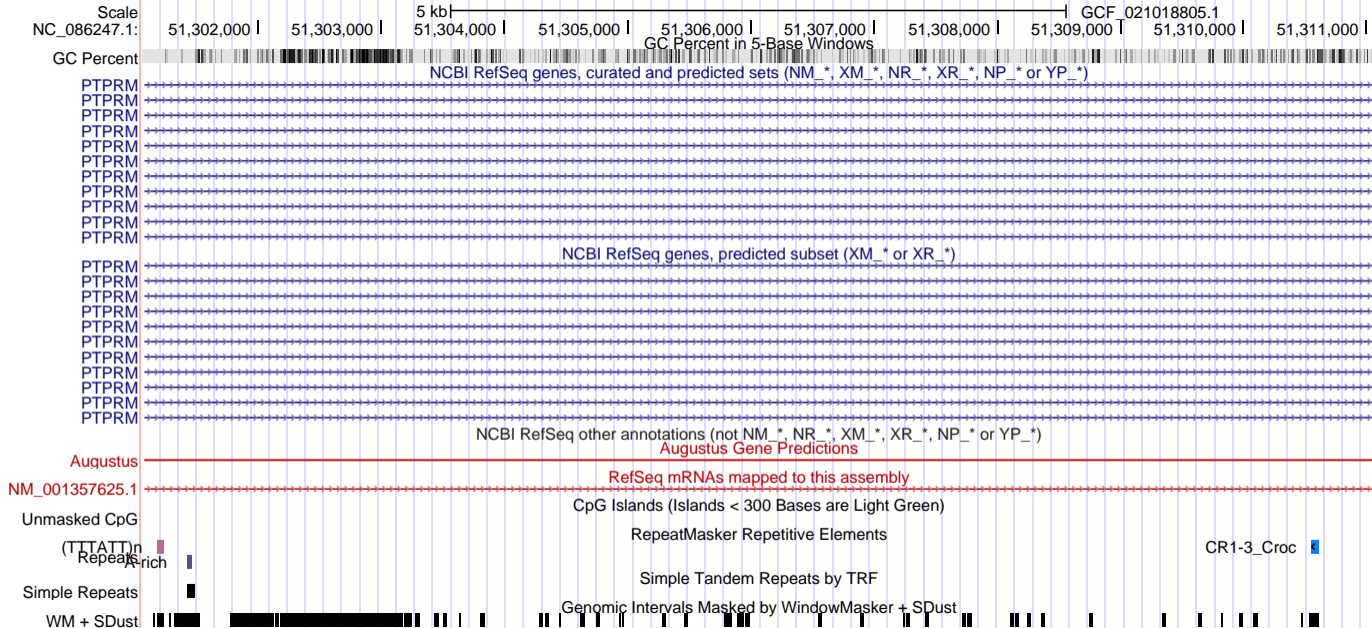 Scale 5 kb GCF_021018805.1
NC_086247.1: 51,302,000 51,303,000 51,304,000 51,305,000 51,306,000 51,307,000 51,308,000 51,309,000 51,310,000 51,311,000
GC Percent in 5-Base Windows
GC Percent
NCBI RefSeq genes, curated and predicted sets (NM_*, XM_*, NR_*, XR_*, NP_* or YP_*)
PTPRM
PTPRM
PTPRM
PTPRM
PTPRM
PTPRM
PTPRM
PTPRM
PTPRM
PTPRM
PTPRM
NCBI RefSeq genes, predicted subset (XM_* or XR_*)
PTPRM
PTPRM
PTPRM
PTPRM
PTPRM
PTPRM
PTPRM
PTPRM
PTPRM
PTPRM
PTPRM
NCBI RefSeq other annotations (not NM_*, NR_*, XM_*, XR_*, NP_* or YP_*)
Augustus Gene Predictions
Augustus
RefSeq mRNAs mapped to this assembly
NM_001357625.1
CpG Islands (Islands < 300 Bases are Light Green)
Unmasked CpG
RepeatMasker Repetitive Elements
(TTTATT)n CR1-3_Croc
Repeats
A-rich
Simple Tandem Repeats by TRF
Simple Repeats
Genomic Intervals Masked by WindowMasker + SDust
WM + SDust